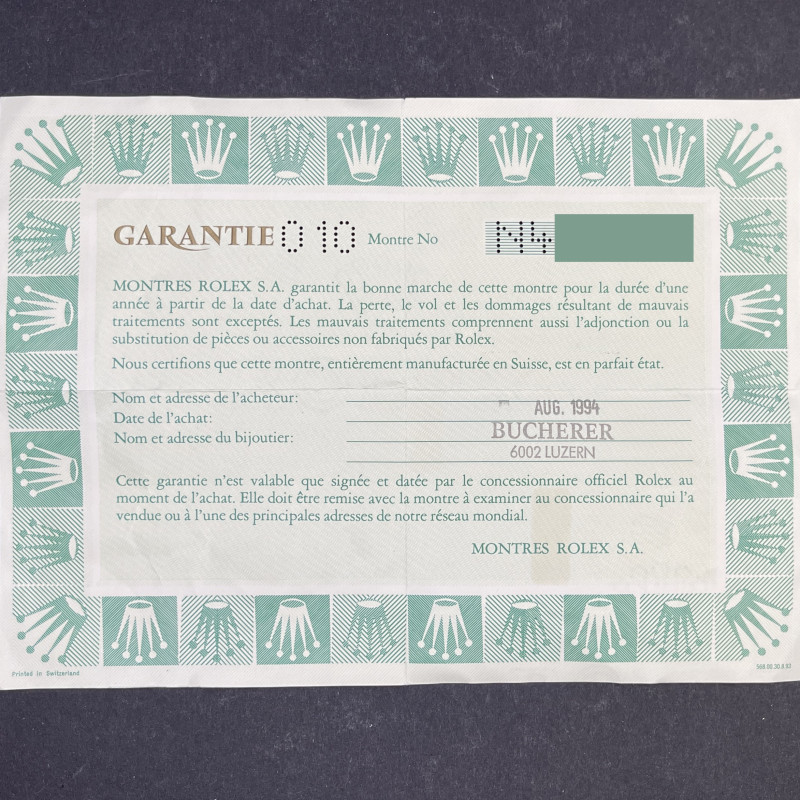 GARANTIE 010 Montre No N4
MONTRES ROLEX S.A. garantit la bonne marche de cette montre pour la durée d'une
année à partir de la date d'achat. La perte, le vol et les dommages résultant de mauvais
traitements sont exceptés. Les mauvais traitements comprennent aussi l'adjonction ou la
substitution de pièces ou accessoires non fabriqués par Rolex.
Nous certifions que cette montre, entièrement manufacturée en Suisse, est en parfait état.
Nom et adresse de l'acheteur:
Date de l'achat: AUG. 1994
Nom et adresse du bijoutier: BUCHERER
6002 LUZERN
Cette garantie n'est valable que signée et datée par le concessionnaire officiel Rolex au
moment de l'achat. Elle doit être remise avec la montre à examiner au concessionnaire qui l'a
vendue ou à l'une des principales adresses de notre réseau mondial.
MONTRES ROLEX S.A.
Printed in Switzerland